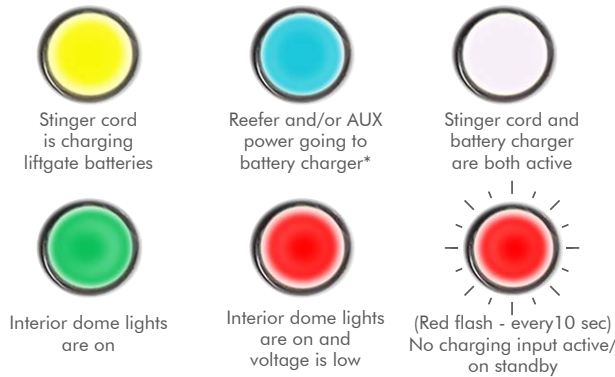 Stinger cord
is charging
liftgate batteries
Reefer and/or AUX
power going to
battery charger*
Stinger cord and
battery charger
are both active
Interior dome lights
are on
Interior dome lights
are on and
voltage is low
(Red flash - every10 sec)
No charging input active/
on standby